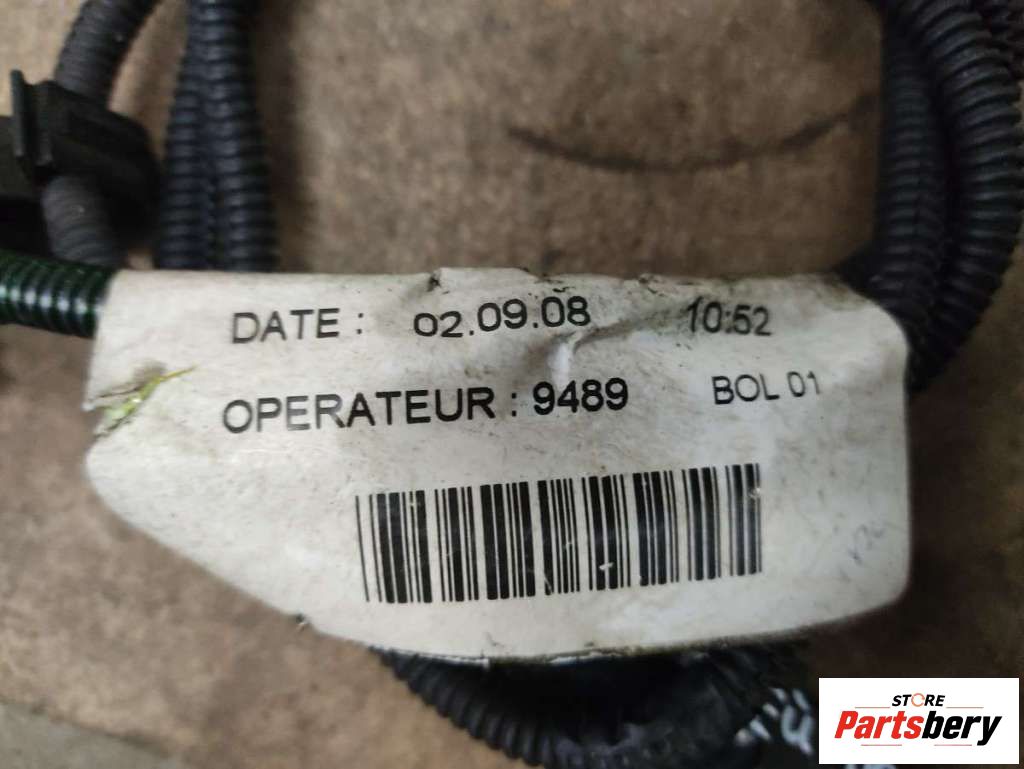 DATE : 02.09.08 10:52
OPERATEUR : 9489 BOL 01
STORE
Partsbery